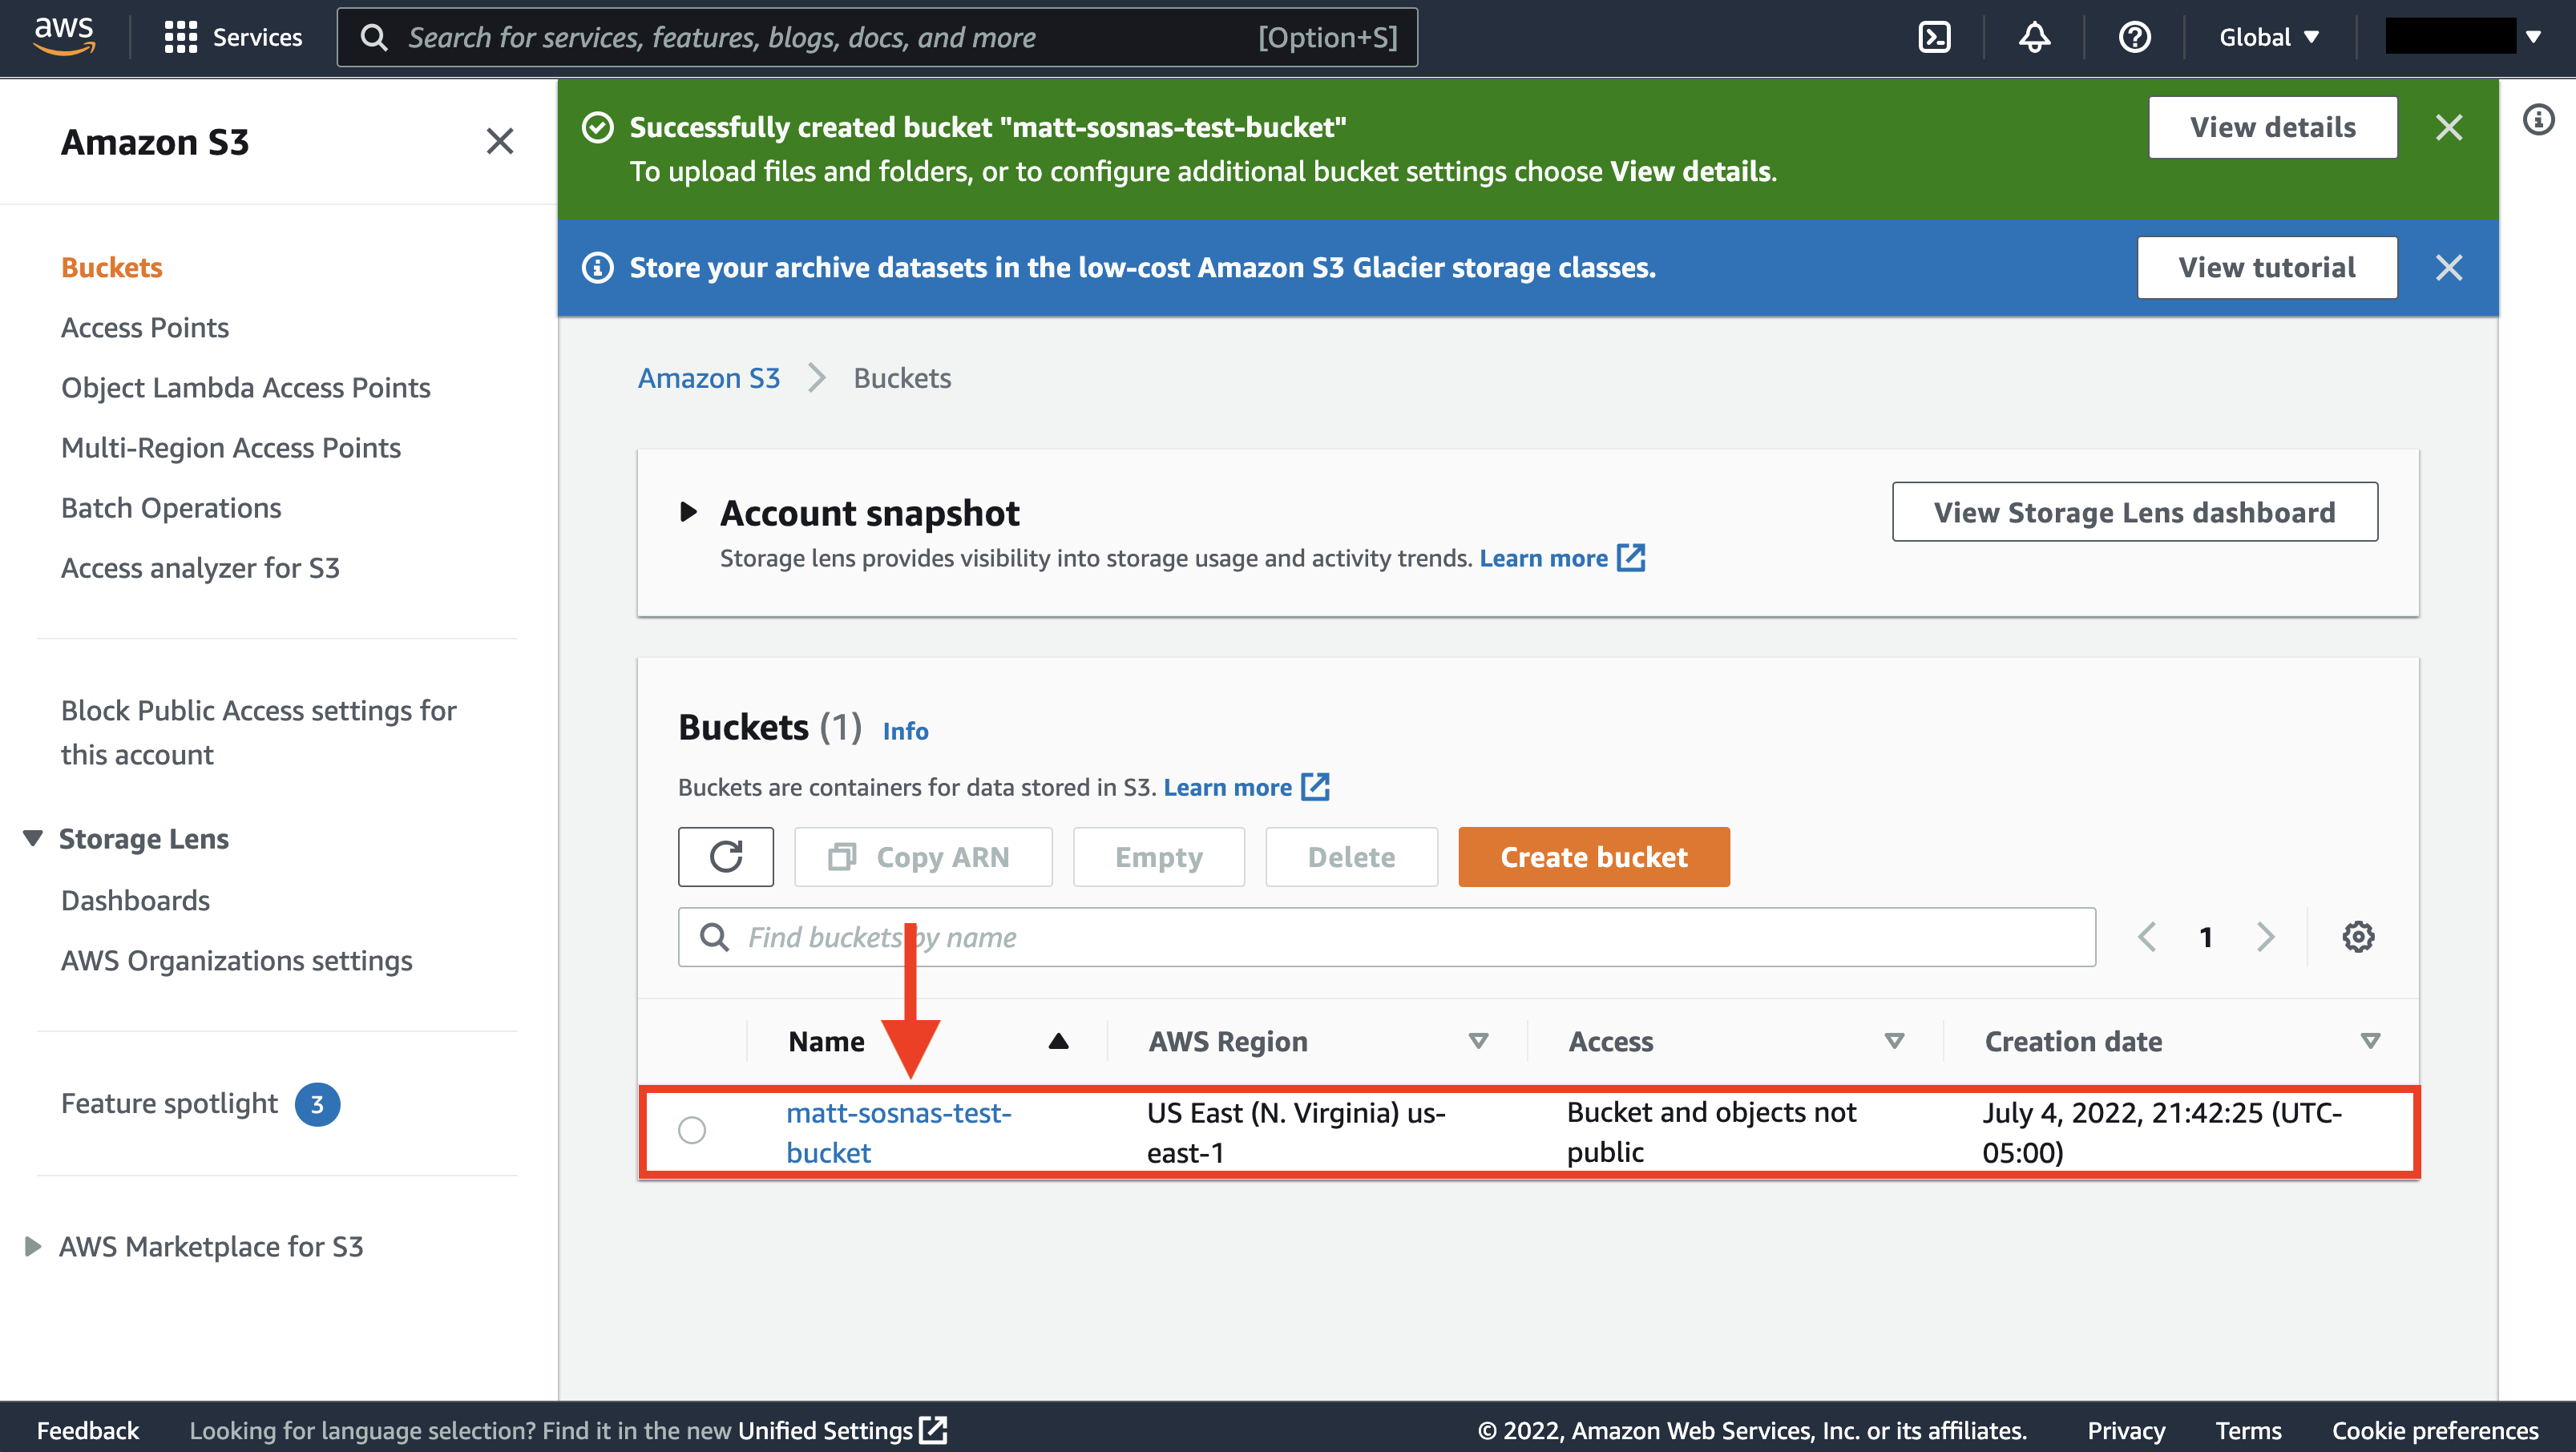 aws
Services
Search for services, features, blogs, docs, and more [Option+S]
Global
Amazon S3
Buckets
Access Points
Object Lambda Access Points
Multi-Region Access Points
Batch Operations
Access analyzer for S3
Block Public Access settings for
this account
Storage Lens
Dashboards
AWS Organizations settings
Feature spotlight 3
AWS Marketplace for S3
Successfully created bucket "matt-sosnas-test-bucket"
To upload files and folders, or to configure additional bucket settings choose View details.
View details
Store your archive datasets in the low-cost Amazon S3 Glacier storage classes.
View tutorial
Amazon S3 Buckets
Account snapshot
Storage lens provides visibility into storage usage and activity trends. Learn more
View Storage Lens dashboard
Buckets (1) Info
Buckets are containers for data stored in S3. Learn more
Copy ARN Empty Delete Create bucket
Find buckets by name
1
Name AWS Region Access Creation date
matt-sosnas-test-
bucket
US East (N. Virginia) us-
east-1
Bucket and objects not
public
July 4, 2022, 21:42:25 (UTC-
05:00)
Feedback Looking for language selection? Find it in the new Unified Settings
© 2022, Amazon Web Services, Inc. or its affiliates. Privacy Terms Cookie preferences